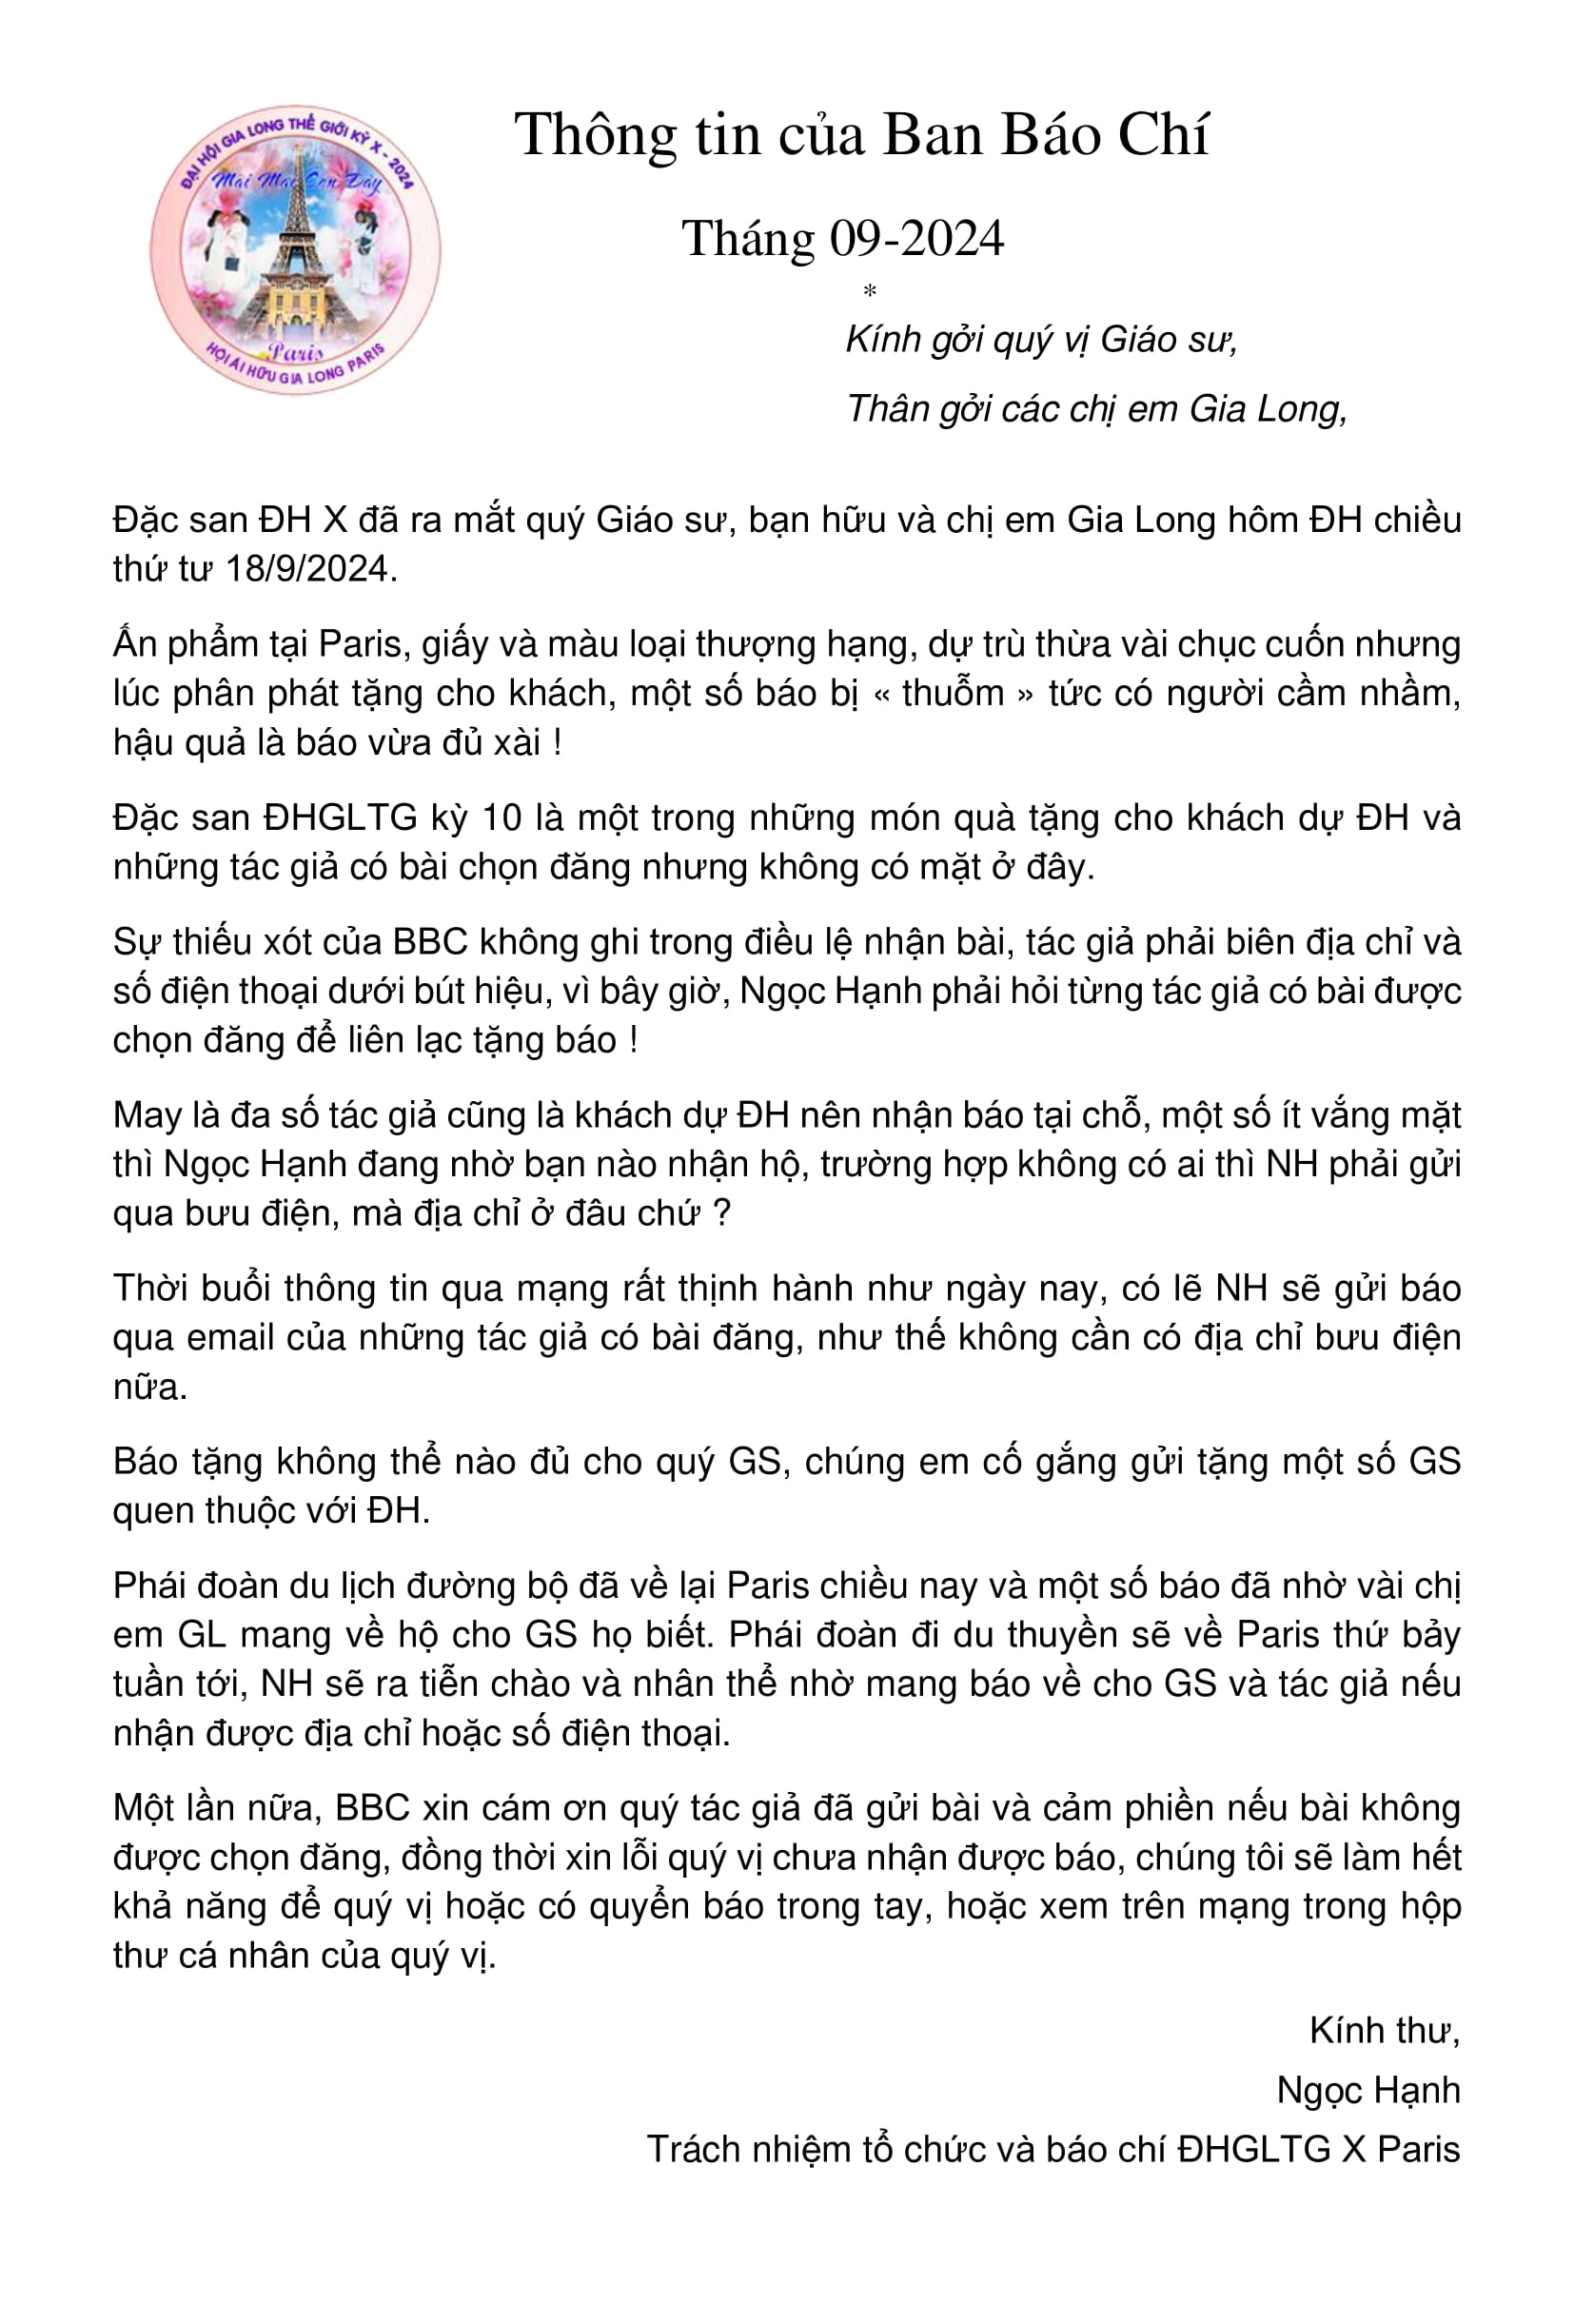 ĐẠI HỘI GIA LONG THẾ GIỚI KỲ X - 2024
Mãi Mãi Còn Đây
Paris
HỘI ÁI HỮU GIA LONG PARIS
Thông tin của Ban Báo Chí
Tháng 09-2024
*
Kính gởi quý vị Giáo sư,
Thân gởi các chị em Gia Long,
Đặc san ĐH X đã ra mắt quý Giáo sư, bạn hữu và chị em Gia Long hôm ĐH chiều
thứ tư 18/9/2024.
Ấn phẩm tại Paris, giấy và màu loại thượng hạng, dự trù thừa vài chục cuốn nhưng
lúc phân phát tặng cho khách, một số báo bị « thuỗm » tức có người cầm nhầm,
hậu quả là báo vừa đủ xài !
Đặc san ĐHGLTG kỳ 10 là một trong những món quà tặng cho khách dự ĐH và
những tác giả có bài chọn đăng nhưng không có mặt ở đây.
Sự thiếu xót của BBC không ghi trong điều lệ nhận bài, tác giả phải biên địa chỉ và
số điện thoại dưới bút hiệu, vì bây giờ, Ngọc Hạnh phải hỏi từng tác giả có bài được
chọn đăng để liên lạc tặng báo !
May là đa số tác giả cũng là khách dự ĐH nên nhận báo tại chỗ, một số ít vắng mặt
thì Ngọc Hạnh đang nhờ bạn nào nhận hộ, trường hợp không có ai thì NH phải gửi
qua bưu điện, mà địa chỉ ở đâu chứ ?
Thời buổi thông tin qua mạng rất thịnh hành như ngày nay, có lẽ NH sẽ gửi báo
qua email của những tác giả có bài đăng, như thế không cần có địa chỉ bưu điện
nữa.
Báo tặng không thể nào đủ cho quý GS, chúng em cố gắng gửi tặng một số GS
quen thuộc với ĐH.
Phái đoàn du lịch đường bộ đã về lại Paris chiều nay và một số báo đã nhờ vài chị
em GL mang về hộ cho GS họ biết. Phái đoàn đi du thuyền sẽ về Paris thứ bảy
tuần tới, NH sẽ ra tiễn chào và nhân thể nhờ mang báo về cho GS và tác giả nếu
nhận được địa chỉ hoặc số điện thoại.
Một lần nữa, BBC xin cám ơn quý tác giả đã gửi bài và cảm phiền nếu bài không
được chọn đăng, đồng thời xin lỗi quý vị chưa nhận được báo, chúng tôi sẽ làm hết
khả năng để quý vị hoặc có quyển báo trong tay, hoặc xem trên mạng trong hộp
thư cá nhân của quý vị.
Kính thư,
Ngọc Hạnh
Trách nhiệm tổ chức và báo chí ĐHGLTG X Paris